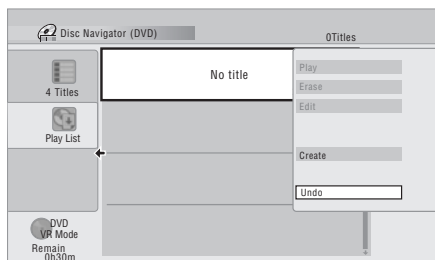 Disc Navigator (DVD)
0Titles
4 Titles
Play List
No title
Play
Erase
Edit
Create
Undo
DVD
VR Mode
Remain
0h30m